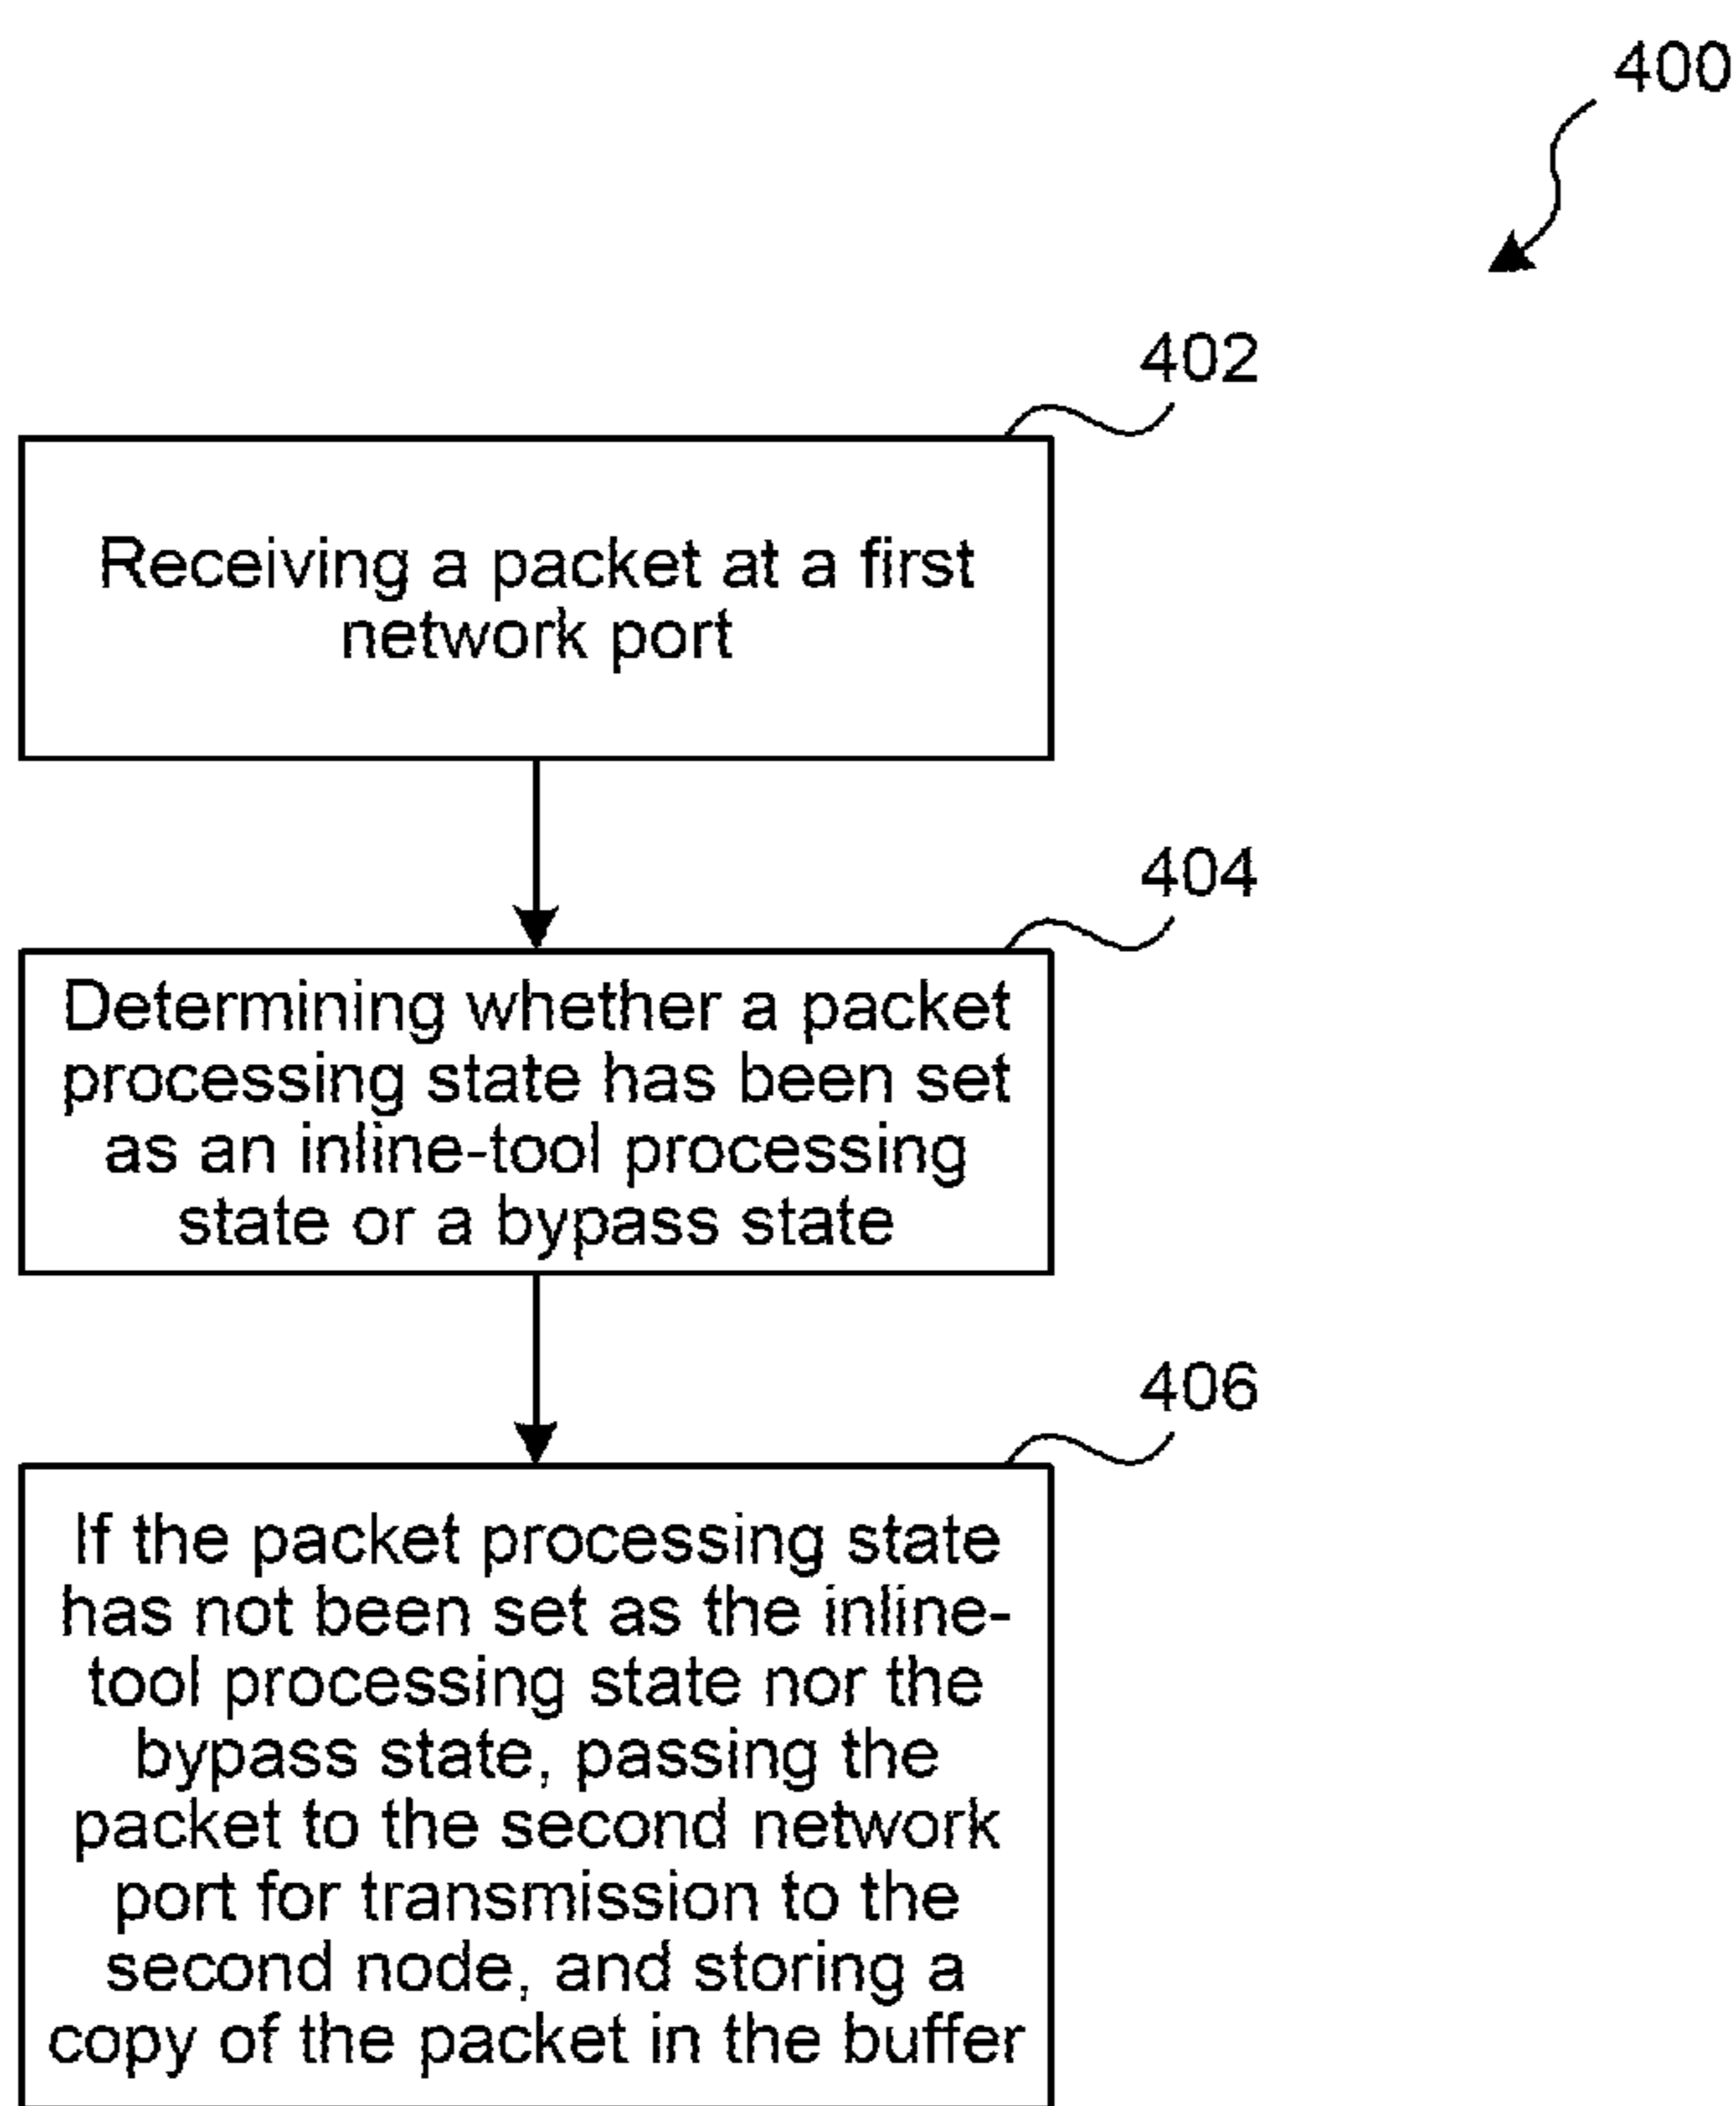 400
402
Receiving a packet at a first
network port
404
Determining whether a packet
processing state has been set
as an inline-tool processing
state or a bypass state
406
If the packet processing state
has not been set as the inline-
tool processing state nor the
bypass state, passing the
packet to the second network
port for transmission to the
second node, and storing a
copy of the packet in the buffer